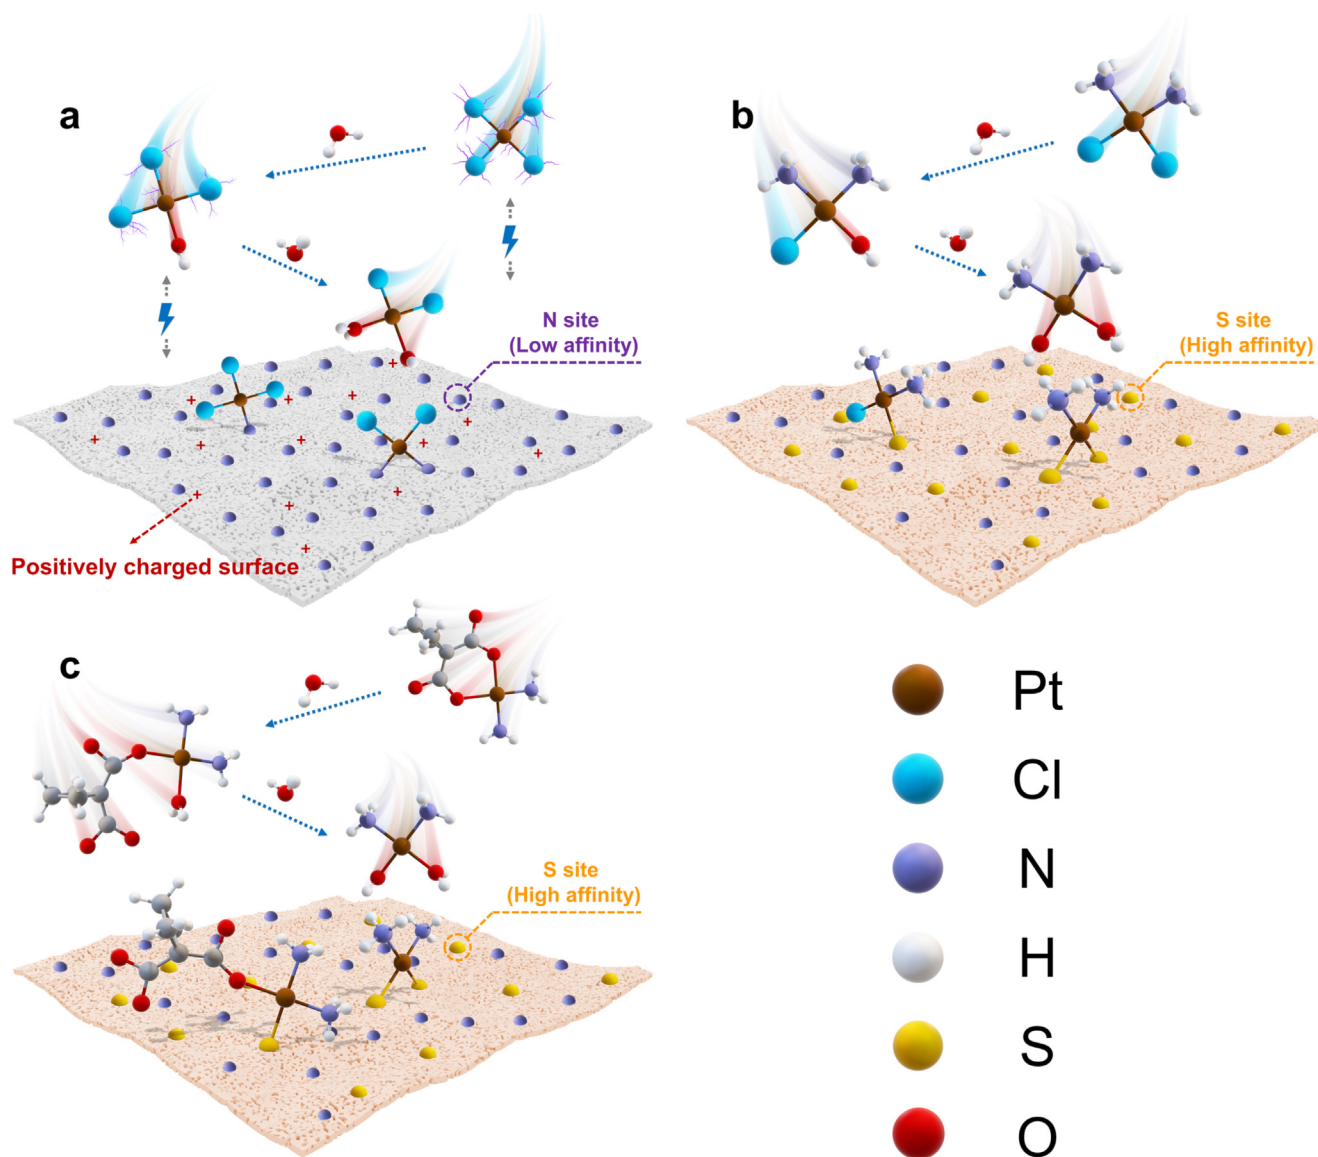 a
N site
(Low affinity)
Positively charged surface
b
S site
(High affinity)
c
S site
(High affinity)
Pt
Cl
N
H
S
O